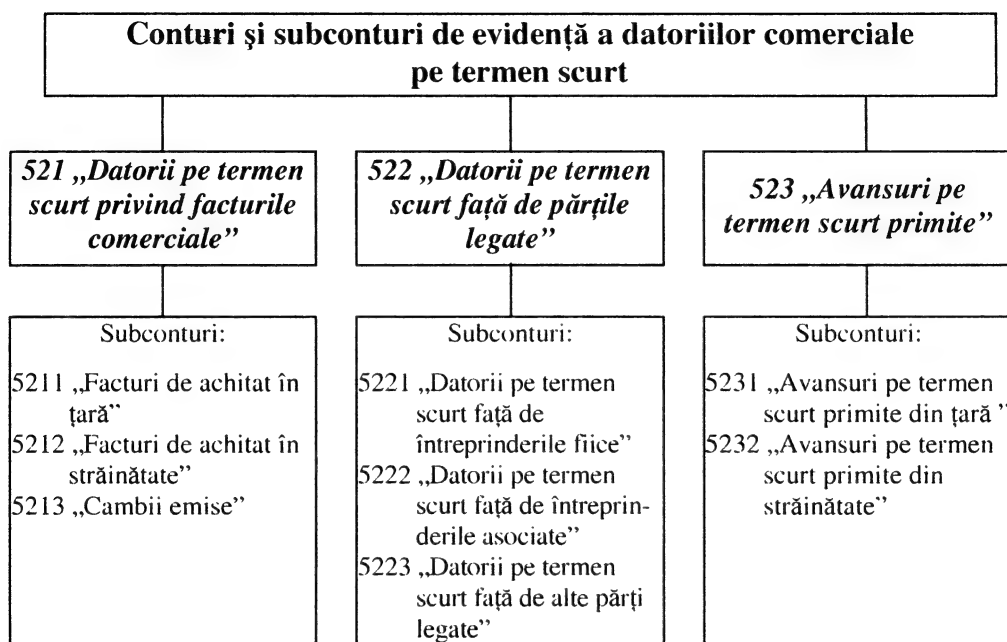 Conturi şi subconturi de evidenţă a datoriilor comerciale
pe termen scurt
521 „Datorii pe termen
scurt privind facturile
comerciale”
522 „Datorii pe termen
scurt faţă de părţile
legate”
523 „Avansuri pe
termen scurt primite”
Subconturi:
5211 „Facturi de achitat în
ţară”
5212 „Facturi de achitat în
străinătate”
5213 „Cambii emise”
Subconturi:
5221 „Datorii pe termen
scurt faţă de
întreprinderile fiice”
5222 „Datorii pe termen
scurt faţă de întreprin-
derile asociate”
5223 „Datorii pe termen
scurt faţă de alte părţi
legate”
Subconturi:
5231 „Avansuri pe termen
scurt primite din ţară ”
5232 „Avansuri pe termen
scurt primite din
străinătate”